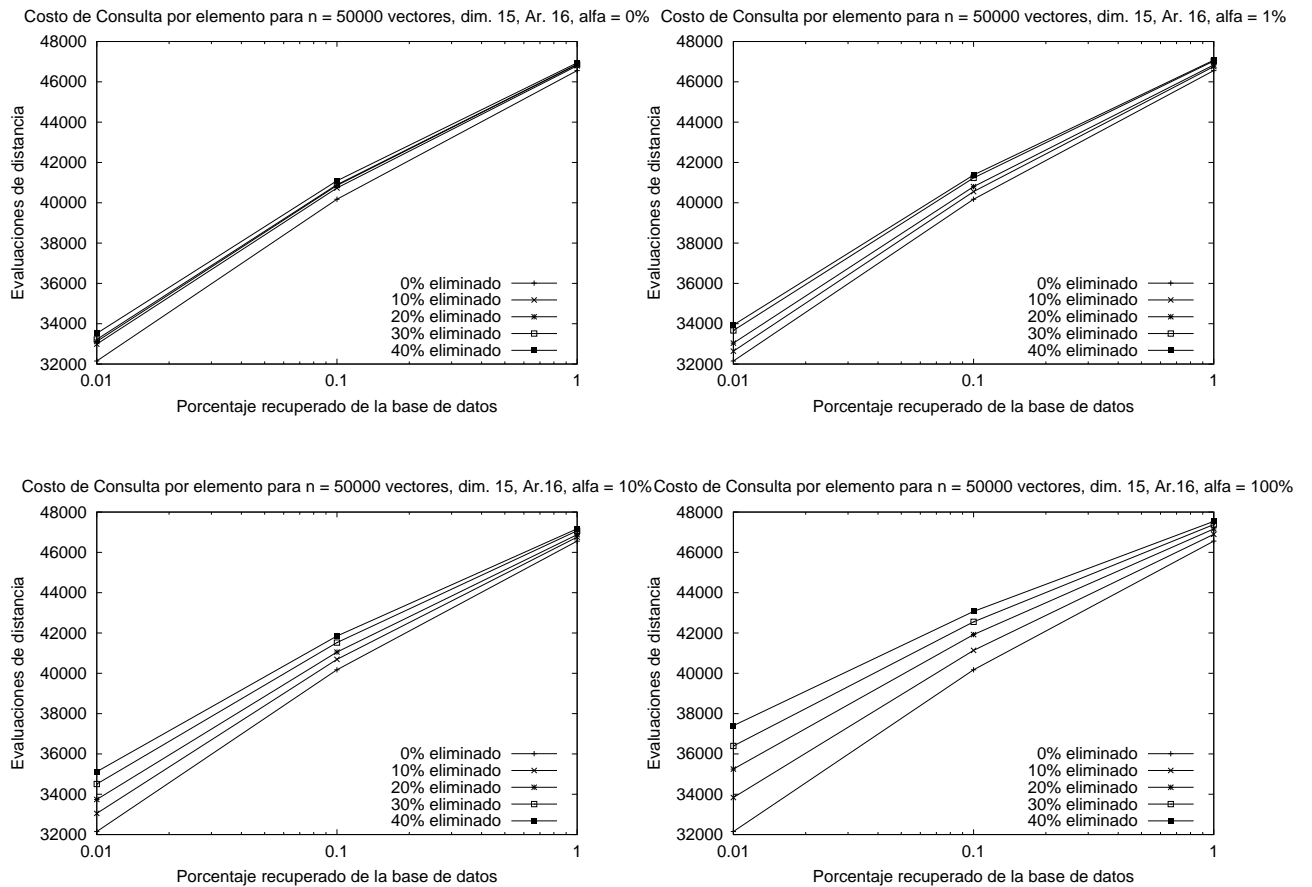 Costo de Consulta por elemento para n = 50000 vectores, dim. 15, Ar. 16, alfa = 0%
48000
46000
44000
42000
40000
38000
36000
34000
32000
Evaluaciones de distancia
0% eliminado
10% eliminado
20% eliminado
30% eliminado
40% eliminado
0.01
0.1
1
Porcentaje recuperado de la base de datos
Costo de Consulta por elemento para n = 50000 vectores, dim. 15, Ar. 16, alfa = 1%
48000
46000
44000
42000
40000
38000
36000
34000
32000
Evaluaciones de distancia
0% eliminado
10% eliminado
20% eliminado
30% eliminado
40% eliminado
0.01
0.1
1
Porcentaje recuperado de la base de datos
Costo de Consulta por elemento para n = 50000 vectores, dim. 15, Ar.16, alfa = 10%
48000
46000
44000
42000
40000
38000
36000
34000
32000
Evaluaciones de distancia
0% eliminado
10% eliminado
20% eliminado
30% eliminado
40% eliminado
0.01
0.1
1
Porcentaje recuperado de la base de datos
Costo de Consulta por elemento para n = 50000 vectores, dim. 15, Ar.16, alfa = 100%
48000
46000
44000
42000
40000
38000
36000
34000
32000
Evaluaciones de distancia
0% eliminado
10% eliminado
20% eliminado
30% eliminado
40% eliminado
0.01
0.1
1
Porcentaje recuperado de la base de datos